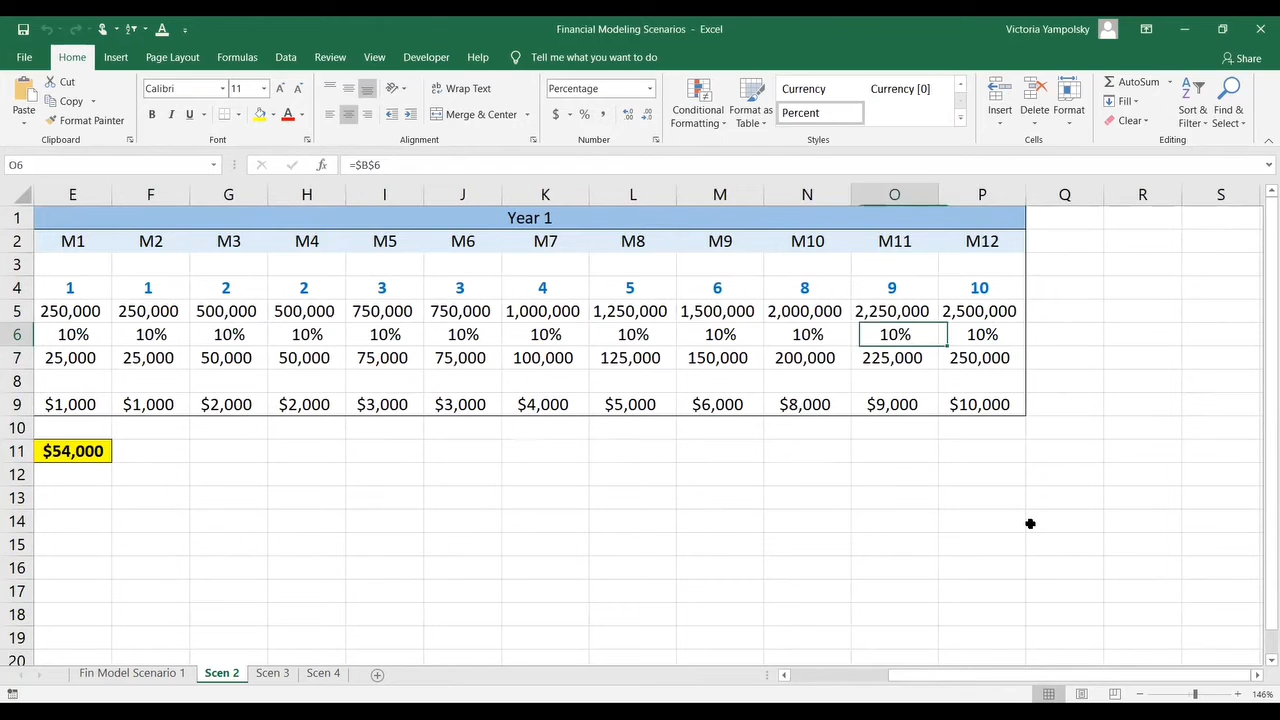 Financial Modeling Scenarios - Excel
Victoria Yampolsky
File Home Insert Page Layout Formulas Data Review View Developer Help Tell me what you want to do Share
Paste
Cut
Copy
Format Painter
Clipboard
Calibri 11
B I U
Font
Wrap Text
Merge & Center
Alignment
Percentage
$ % ,
Number
Conditional Formatting
Format as Table
Currency Currency [0]
Percent
Styles
Insert Delete Format
Cells
AutoSum
Fill
Clear
Sort & Filter
Find & Select
Editing
O6 fx =$B$6
E F G H I J K L M N O P Q R S
1 Year 1
2 M1 M2 M3 M4 M5 M6 M7 M8 M9 M10 M11 M12
3
4 1 1 2 2 3 3 4 5 6 8 9 10
5 250,000 250,000 500,000 500,000 750,000 750,000 1,000,000 1,250,000 1,500,000 2,000,000 2,250,000 2,500,000
6 10% 10% 10% 10% 10% 10% 10% 10% 10% 10% 10% 10%
7 25,000 25,000 50,000 50,000 75,000 75,000 100,000 125,000 150,000 200,000 225,000 250,000
8
9 $1,000 $1,000 $2,000 $2,000 $3,000 $3,000 $4,000 $5,000 $6,000 $8,000 $9,000 $10,000
10
11 $54,000
12
13
14
15
16
17
18
19
20
Fin Model Scenario 1 Scen 2 Scen 3 Scen 4
146%